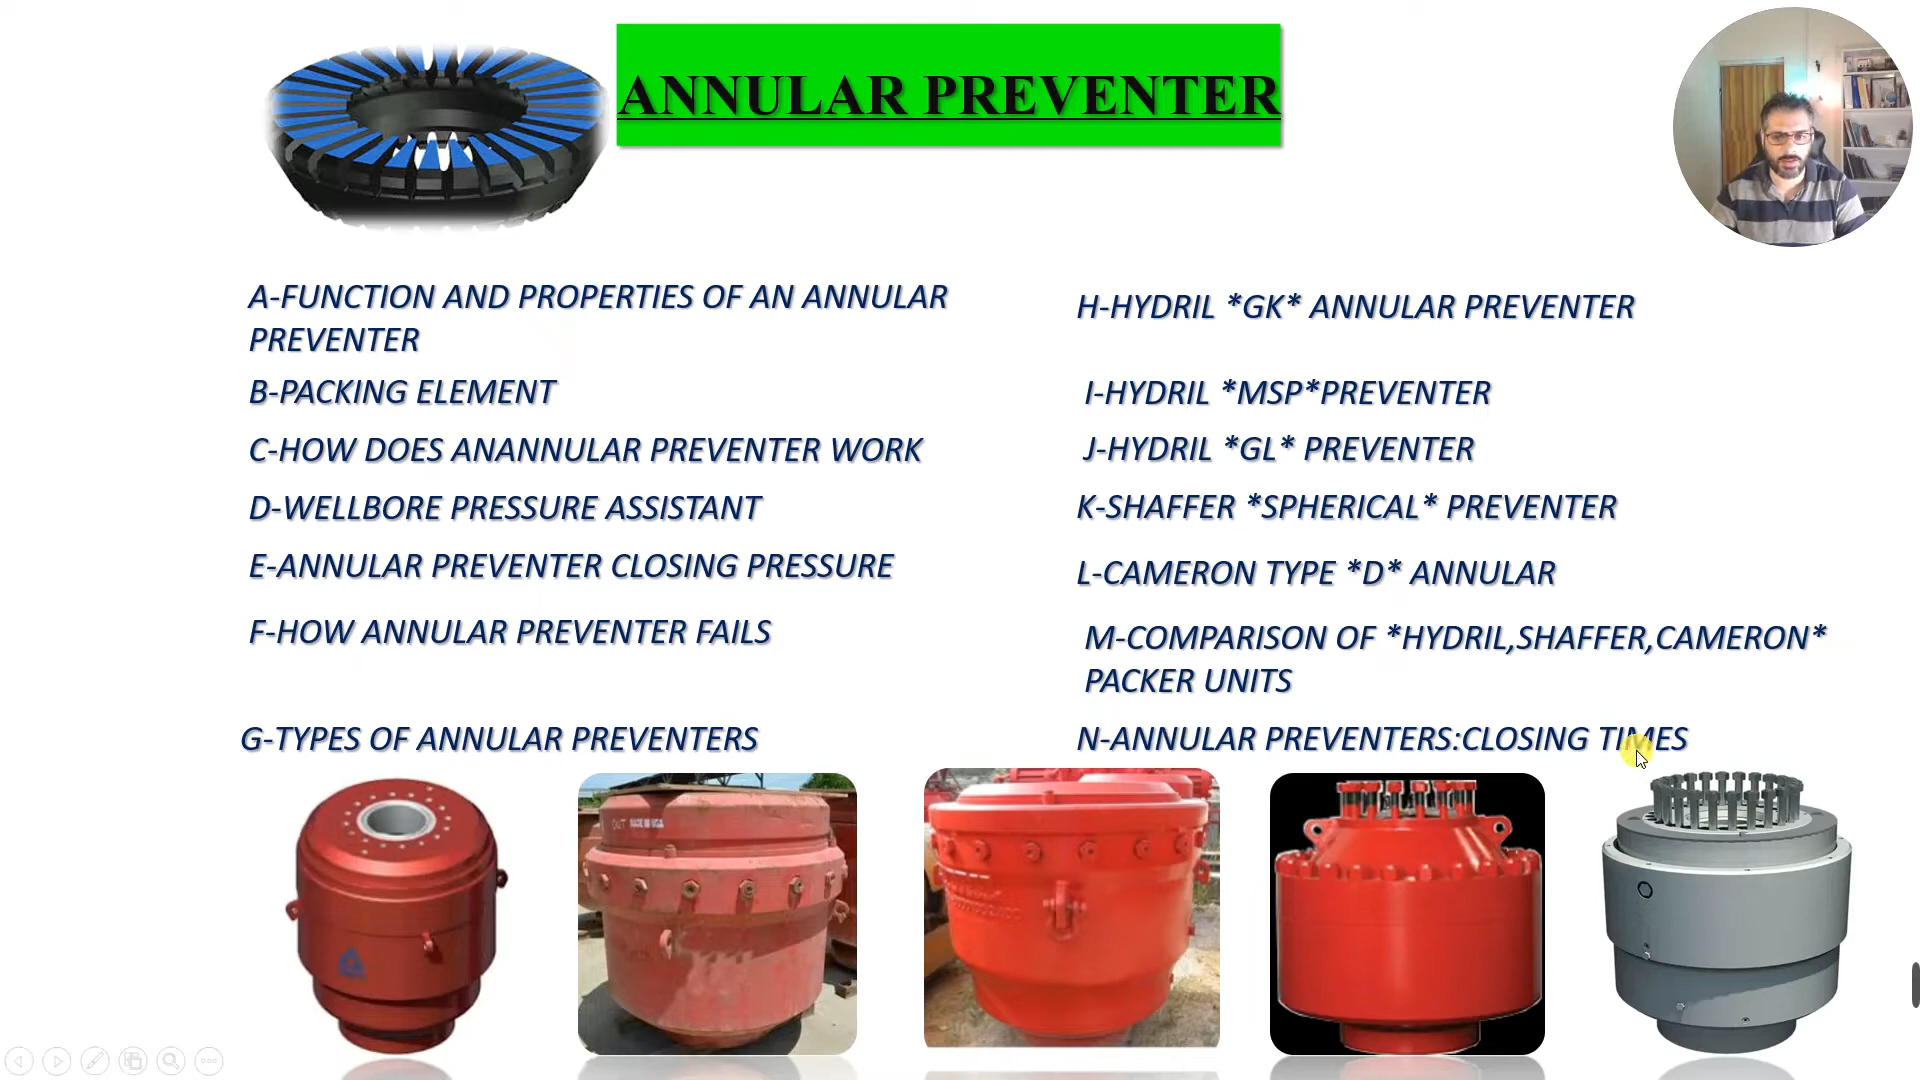 ANNULAR PREVENTER
A-FUNCTION AND PROPERTIES OF AN ANNULAR
PREVENTER
B-PACKING ELEMENT
C-HOW DOES ANANNULAR PREVENTER WORK
D-WELLBORE PRESSURE ASSISTANT
E-ANNULAR PREVENTER CLOSING PRESSURE
F-HOW ANNULAR PREVENTER FAILS
G-TYPES OF ANNULAR PREVENTERS
H-HYDRIL *GK* ANNULAR PREVENTER
I-HYDRIL *MSP*PREVENTER
J-HYDRIL *GL* PREVENTER
K-SHAFFER *SPHERICAL* PREVENTER
L-CAMERON TYPE *D* ANNULAR
M-COMPARISON OF *HYDRIL,SHAFFER,CAMERON*
PACKER UNITS
N-ANNULAR PREVENTERS:CLOSING TIMES